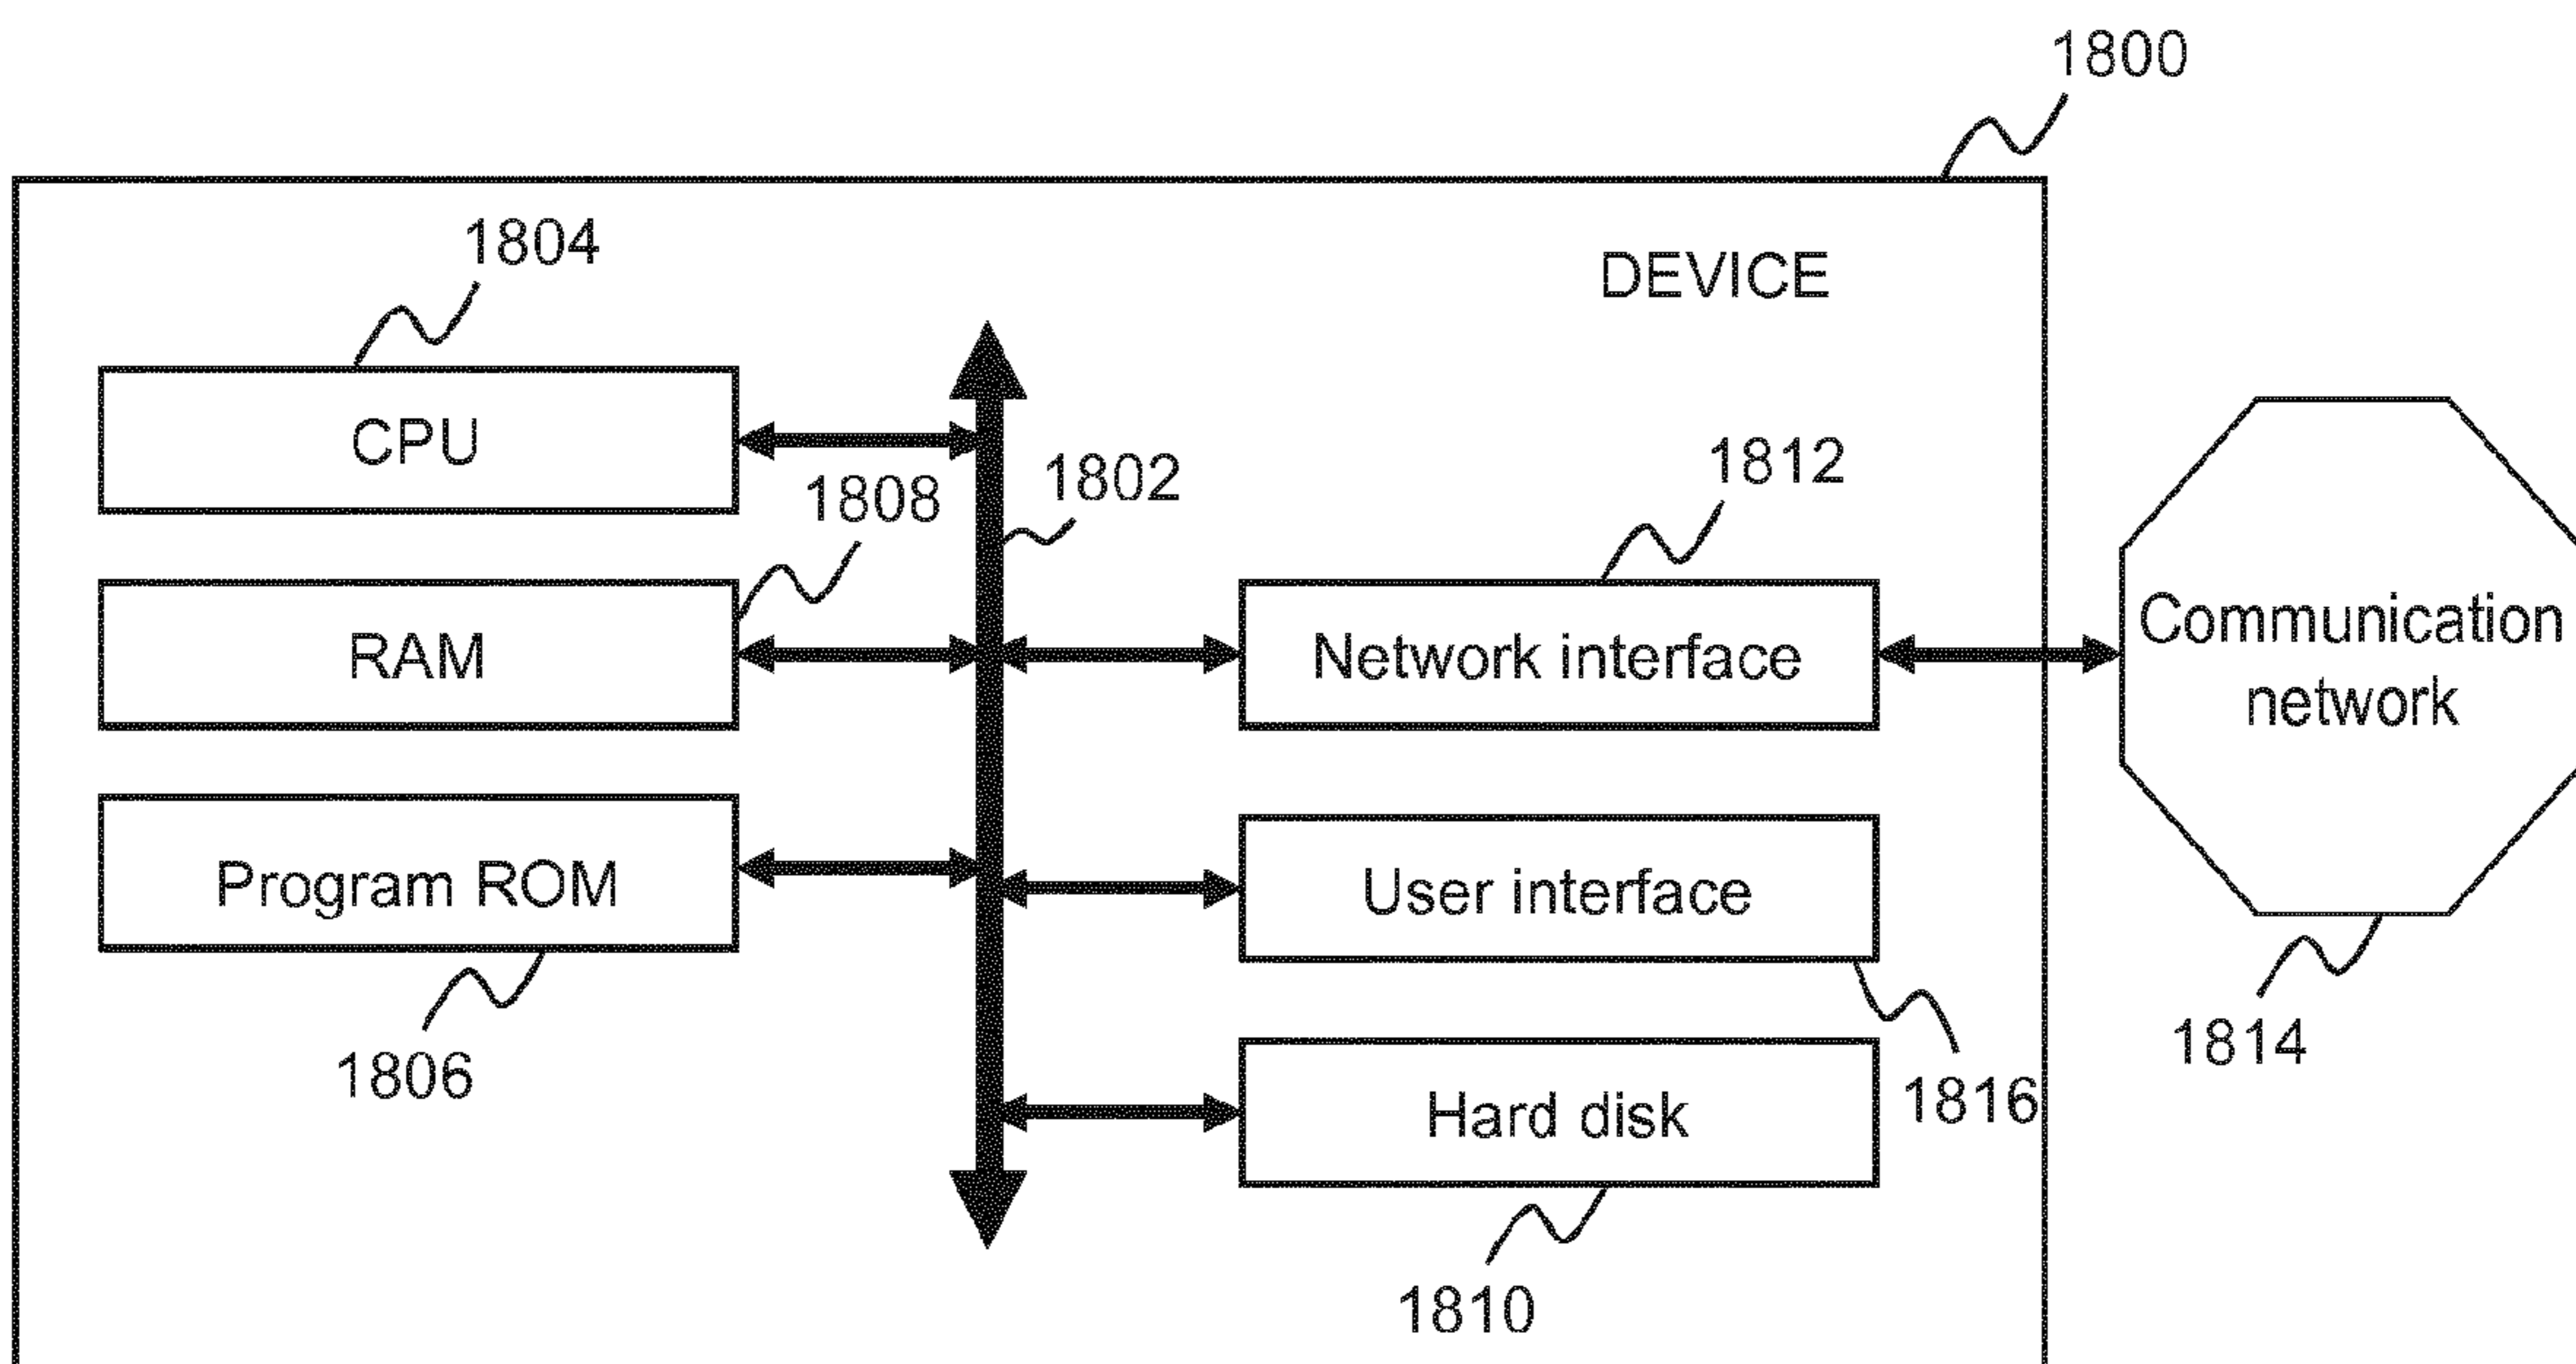 1800
1804
DEVICE
CPU
1808
1802
1812
RAM
Network interface
Communication
network
Program ROM
User interface
1806
1816
1814
Hard disk
1810